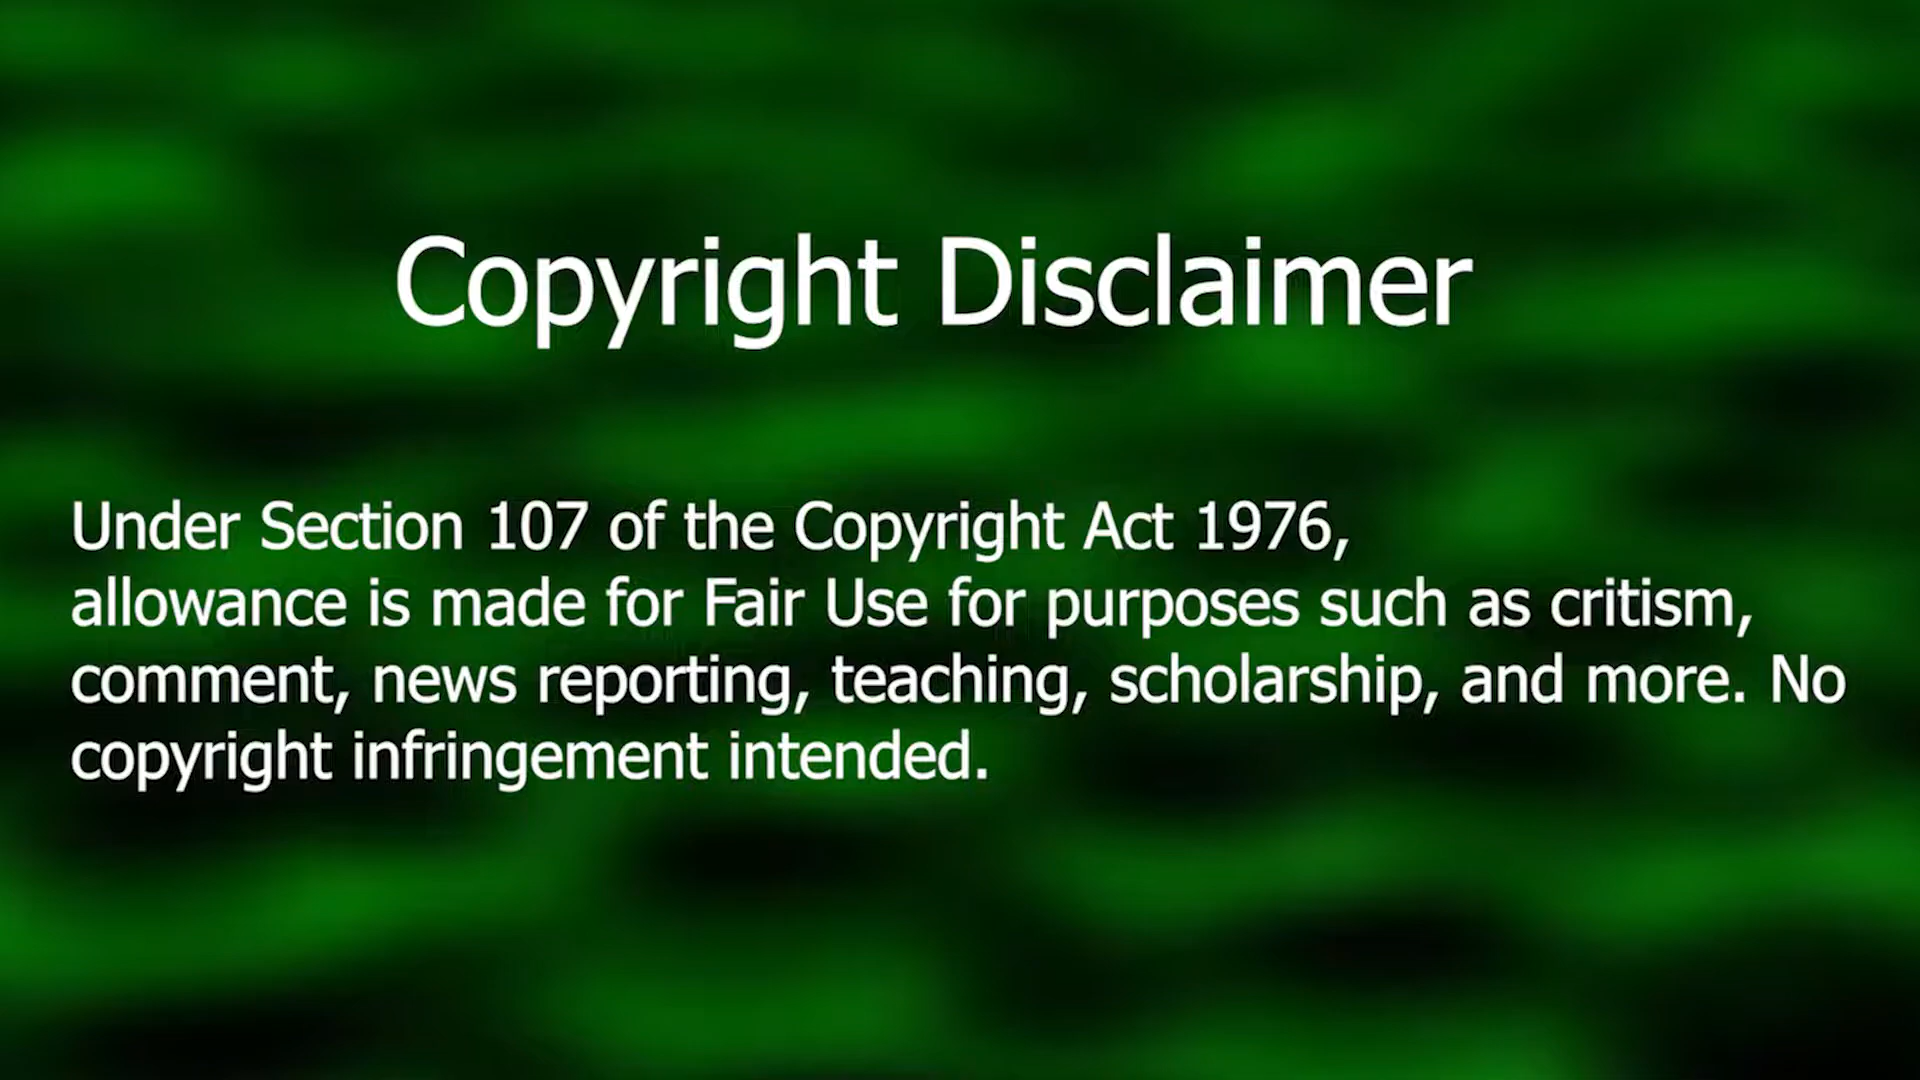 Copyright Disclaimer
Under Section 107 of the Copyright Act 1976,
allowance is made for Fair Use for purposes such as critism,
comment, news reporting, teaching, scholarship, and more. No
copyright infringement intended.